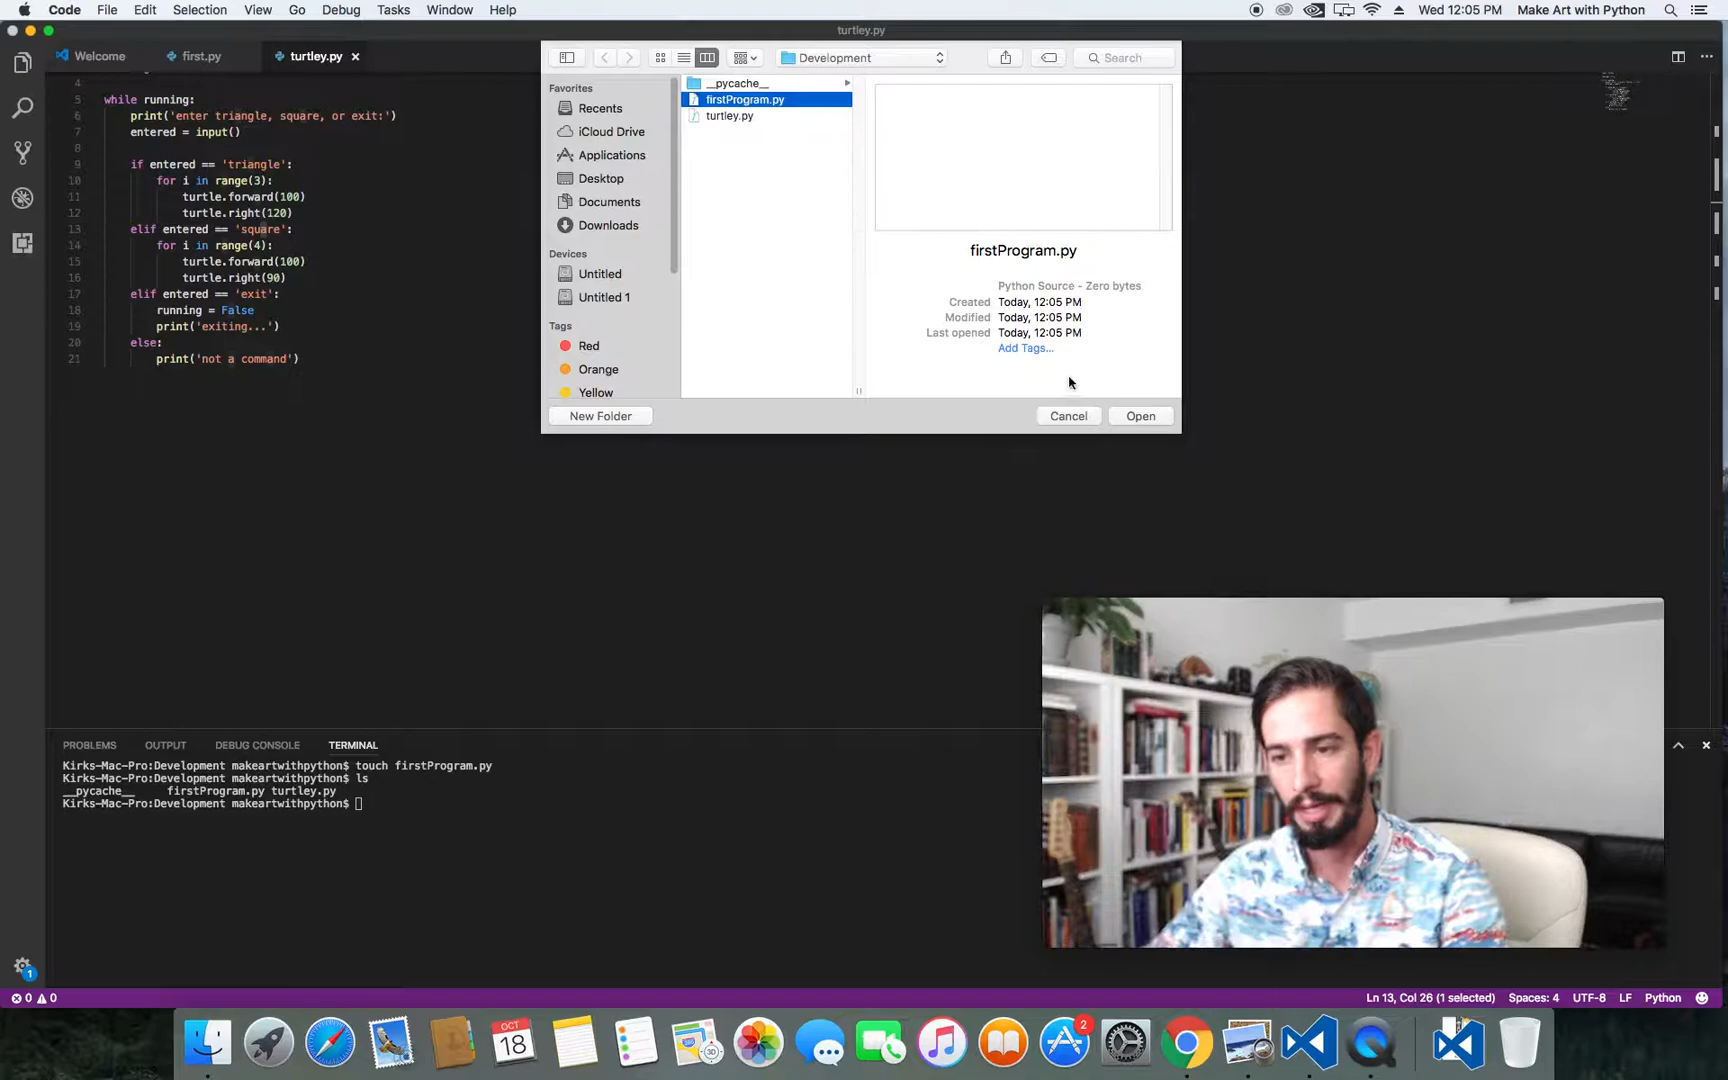 Code File Edit Selection View Go Debug Tasks Window Help
Wed 12:05 PM Make Art with Python
turtley.py
Welcome first.py turtley.py ×
4
5 while running:
6 print('enter triangle, square, or exit:')
7 entered = input()
8
9 if entered == 'triangle':
10 for i in range(3):
11 turtle.forward(100)
12 turtle.right(120)
13 elif entered == 'square':
14 for i in range(4):
15 turtle.forward(100)
16 turtle.right(90)
17 elif entered == 'exit':
18 running = False
19 print('exiting...')
20 else:
21 print('not a command')
Development
Search
Favorites
Recents
iCloud Drive
Applications
Desktop
Documents
Downloads
Devices
Untitled
Untitled 1
Tags
Red
Orange
Yellow
__pycache__
firstProgram.py
turtley.py
firstProgram.py
Python Source - Zero bytes
Created Today, 12:05 PM
Modified Today, 12:05 PM
Last opened Today, 12:05 PM
Add Tags...
New Folder Cancel Open
PROBLEMS OUTPUT DEBUG CONSOLE TERMINAL
Kirks-Mac-Pro:Development makeartwithpython$ touch firstProgram.py
Kirks-Mac-Pro:Development makeartwithpython$ ls
__pycache__ firstProgram.py turtley.py
Kirks-Mac-Pro:Development makeartwithpython$
1
0 0 Ln 13, Col 26 (1 selected) Spaces: 4 UTF-8 LF Python
OCT
18
2